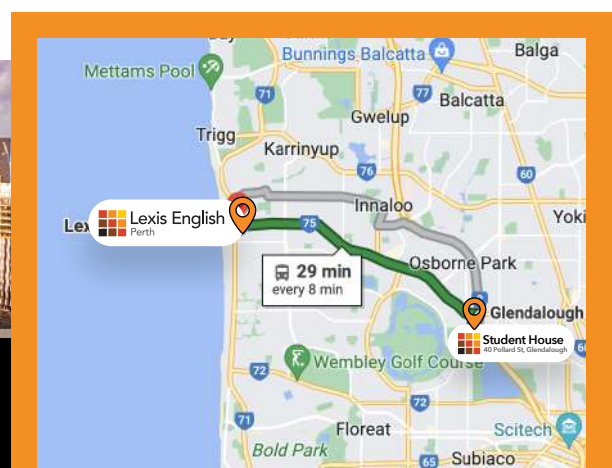 Bunnings Balcatta
Balga
Mettams Pool
71
77
Balcatta
Gwelup
Trigg
Karrinyup
76
60
Innaloo
Lexis English
Perth
75
Yoki
29 min
every 8 min
Osborne Park
Glendalough
Student House
40 Pollard St, Glendalough
Wembley Golf Course
72
72
71
Floreat
Scitech
Bold Park
Subiaco